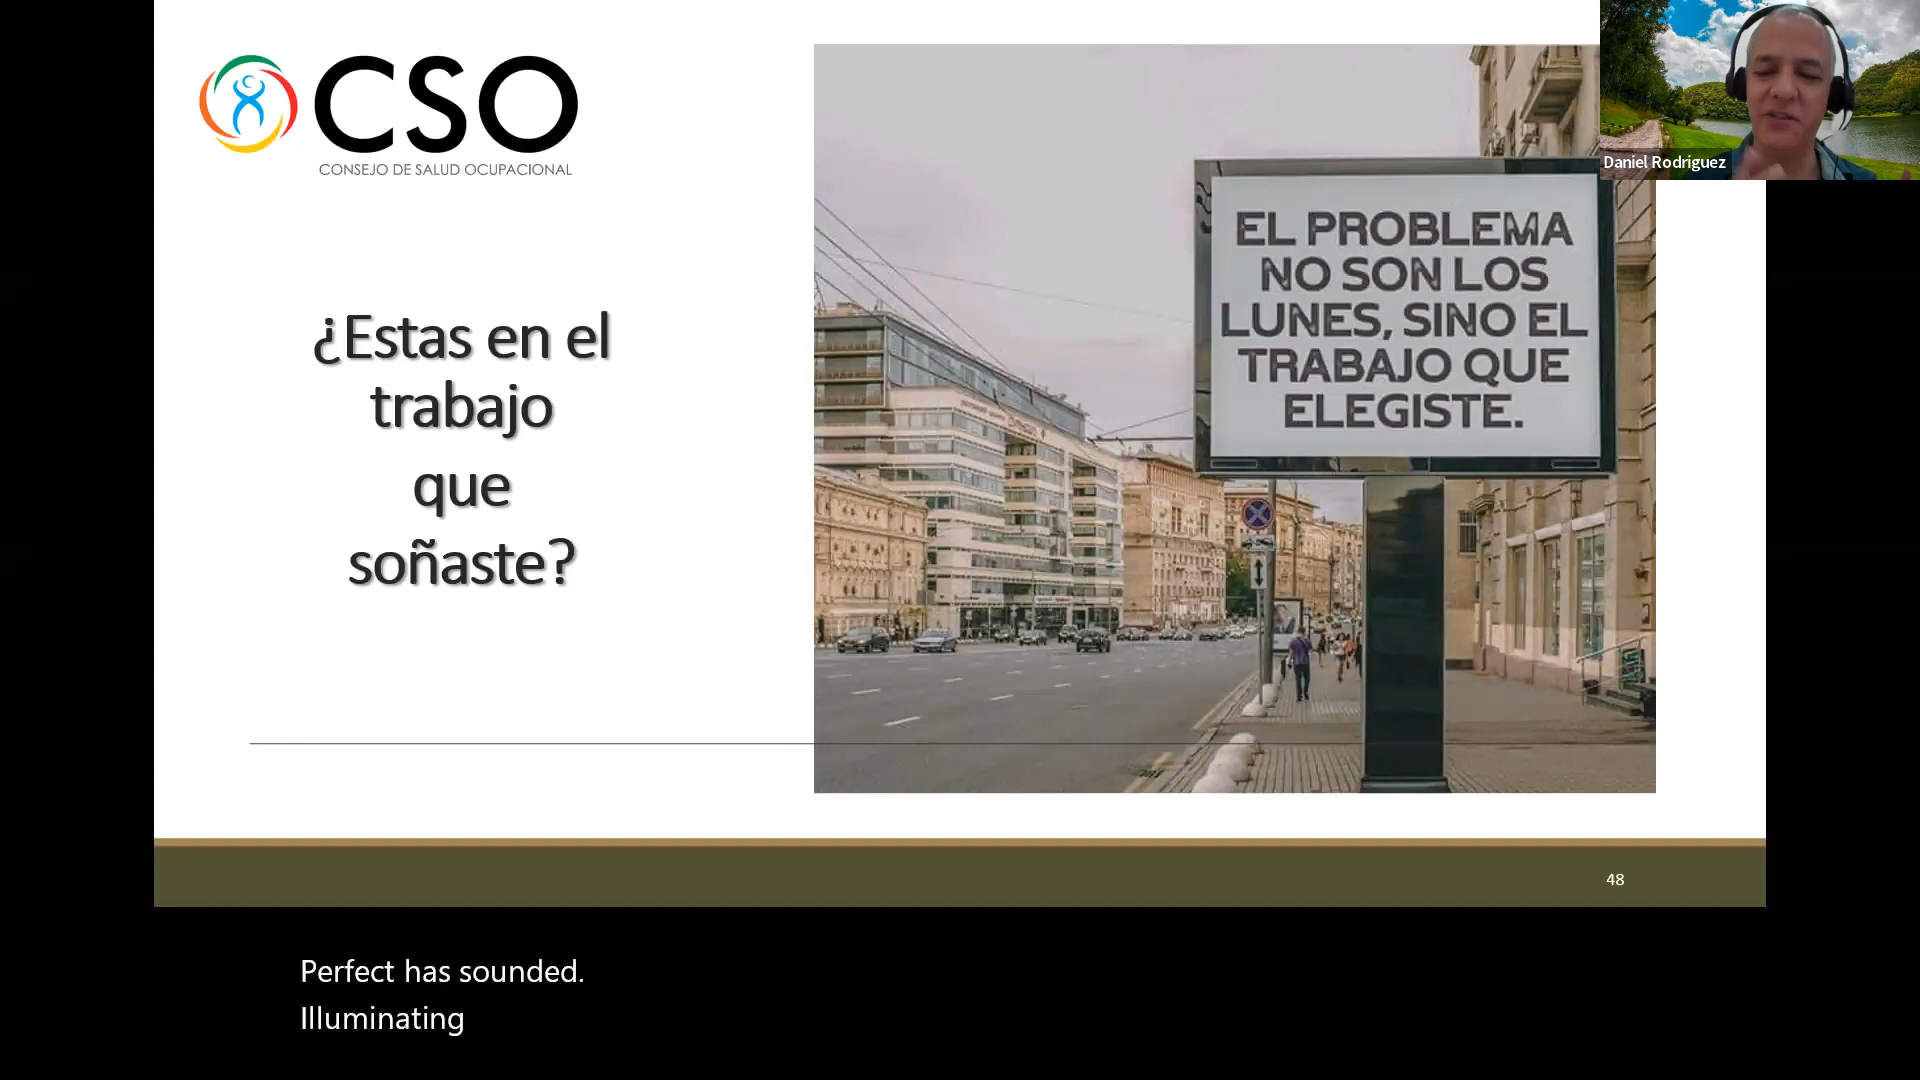 CSO
CONSEJO DE SALUD OCUPACIONAL
¿Estas en el
trabajo
que
soñaste?
EL PROBLEMA
NO SON LOS
LUNES, SINO EL
TRABAJO QUE
ELEGISTE.
Daniel Rodriguez
48
Perfect has sounded.
Illuminating